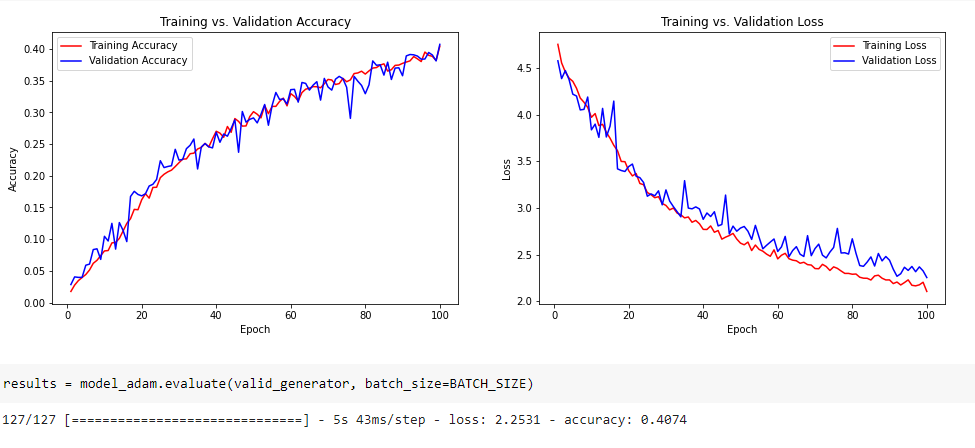 Training vs. Validation Accuracy
Training Accuracy
Validation Accuracy
0.40
0.35
0.30
0.25
0.20
0.15
0.10
0.05
0.00
Accuracy
0 20 40 60 80 100
Epoch
Training vs. Validation Loss
Training Loss
Validation Loss
4.5
4.0
3.5
3.0
2.5
2.0
Loss
0 20 40 60 80 100
Epoch
results = model_adam.evaluate(valid_generator, batch_size=BATCH_SIZE)
127/127 [==============================] - 5s 43ms/step - loss: 2.2531 - accuracy: 0.4074